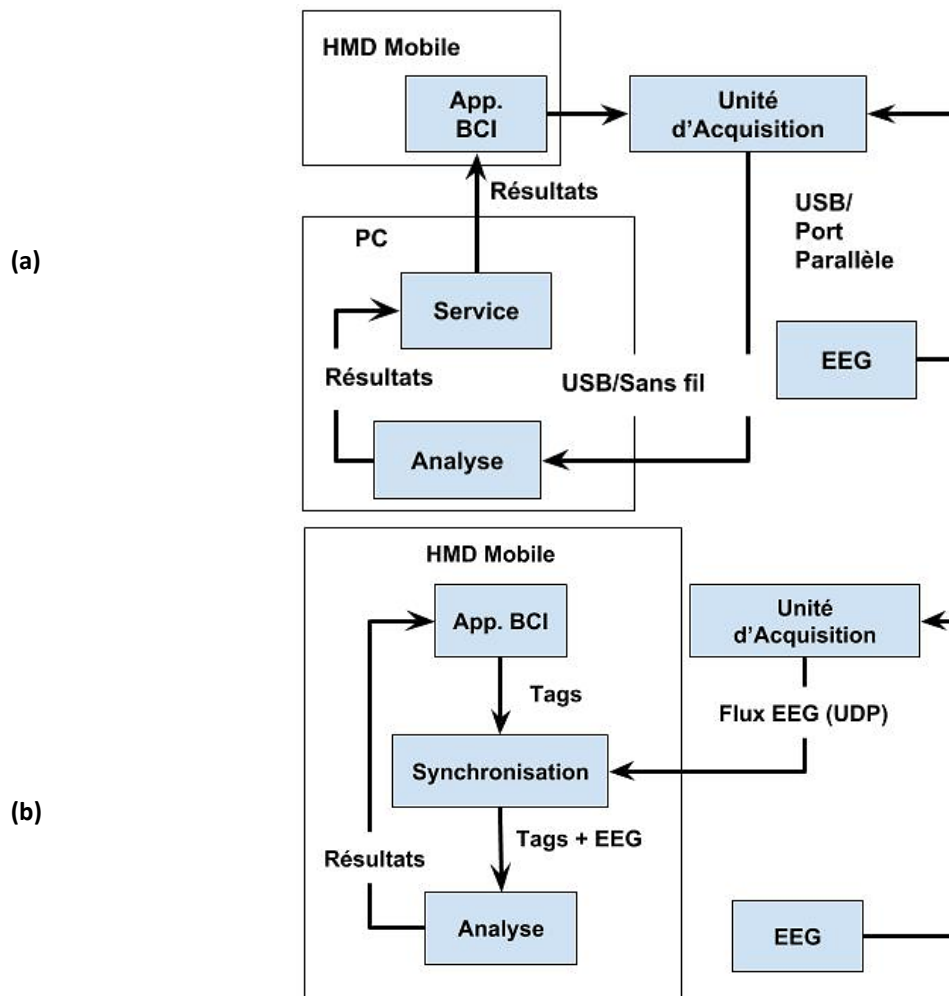 HMD Mobile
App.
BCI
Unité
d'Acquisition
Résultats
USB/
Port
Parallèle
(a)
PC
Service
EEG
Résultats
USB/Sans fil
Analyse
HMD Mobile
App. BCI
Unité
d'Acquisition
Tags
Flux EEG (UDP)
Synchronisation
(b)
Tags + EEG
Résultats
Analyse
EEG